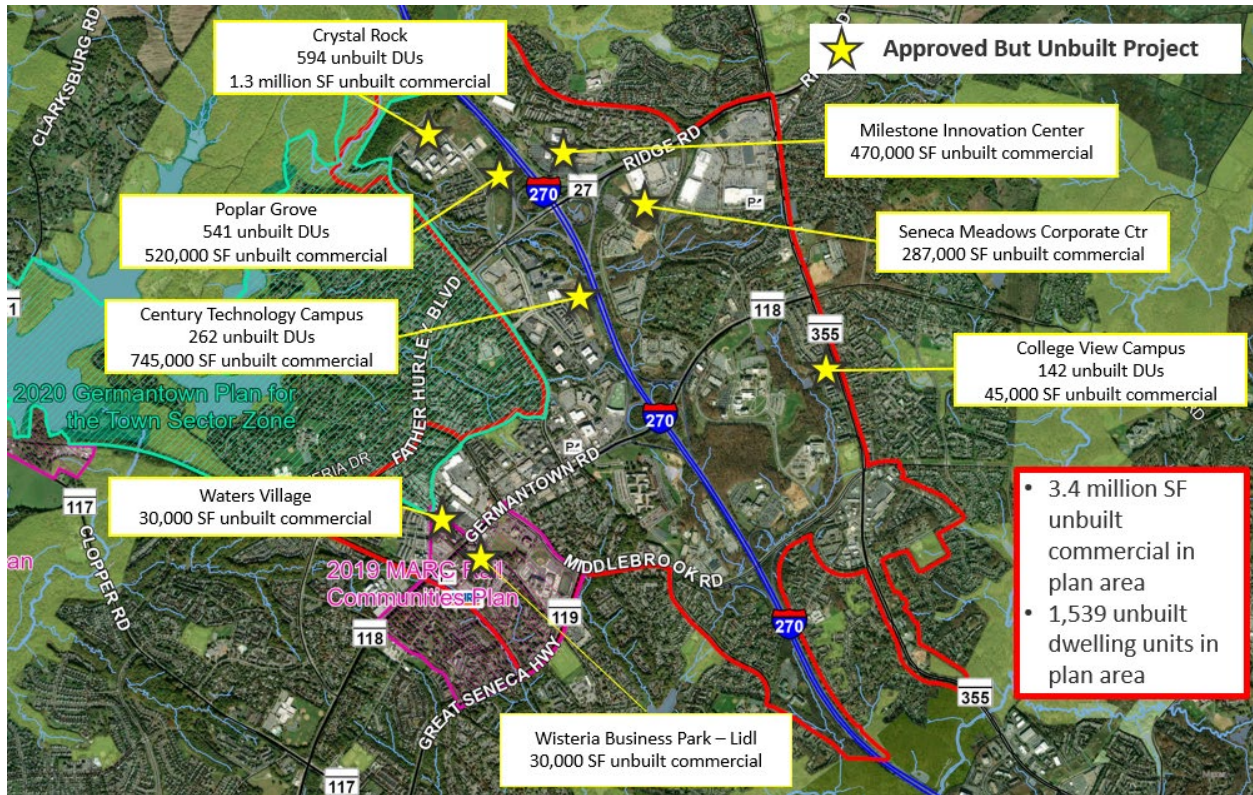 Approved But Unbuilt Project
Crystal Rock
594 unbuilt DUs
1.3 million SF unbuilt commercial
Milestone Innovation Center
470,000 SF unbuilt commercial
Poplar Grove
541 unbuilt DUs
520,000 SF unbuilt commercial
Seneca Meadows Corporate Ctr
287,000 SF unbuilt commercial
Century Technology Campus
262 unbuilt DUs
745,000 SF unbuilt commercial
College View Campus
142 unbuilt DUs
45,000 SF unbuilt commercial
Waters Village
30,000 SF unbuilt commercial
Wisteria Business Park – Lidl
30,000 SF unbuilt commercial
• 3.4 million SF
unbuilt
commercial in
plan area
• 1,539 unbuilt
dwelling units in
plan area
CLARKSBURG RD
RIDGE RD
270
27
FATHER HURLEY BLVD
118
355
1
2020 Germantown Plan for
the Town Sector Zone
270
GERMANTOWN RD
117
CLOPPER RD
2019 MARC
Communities Plan
MIDDLEBROOK RD
119
118
270
GREAT SENECA HWY
355
117